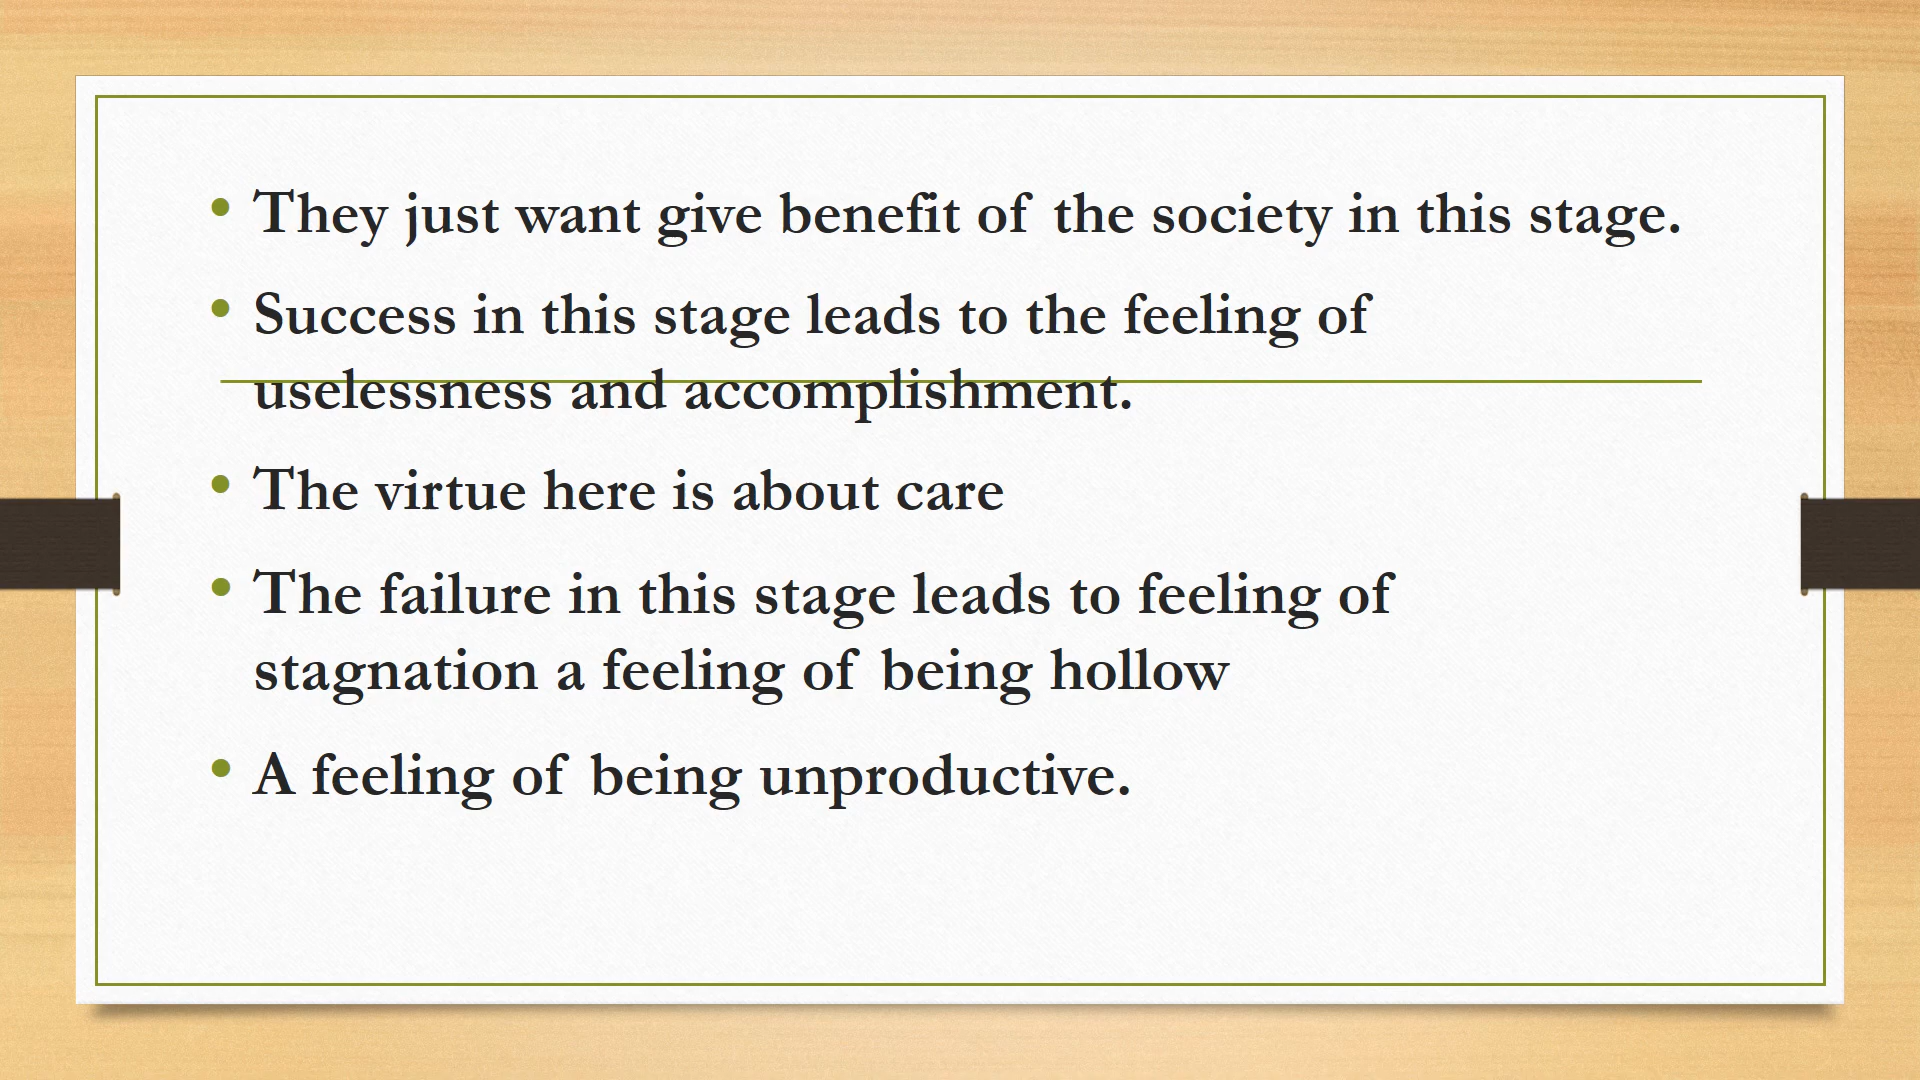 • They just want give benefit of the society in this stage.
• Success in this stage leads to the feeling of
uselessness and accomplishment.
• The virtue here is about care
• The failure in this stage leads to feeling of
stagnation a feeling of being hollow
• A feeling of being unproductive.